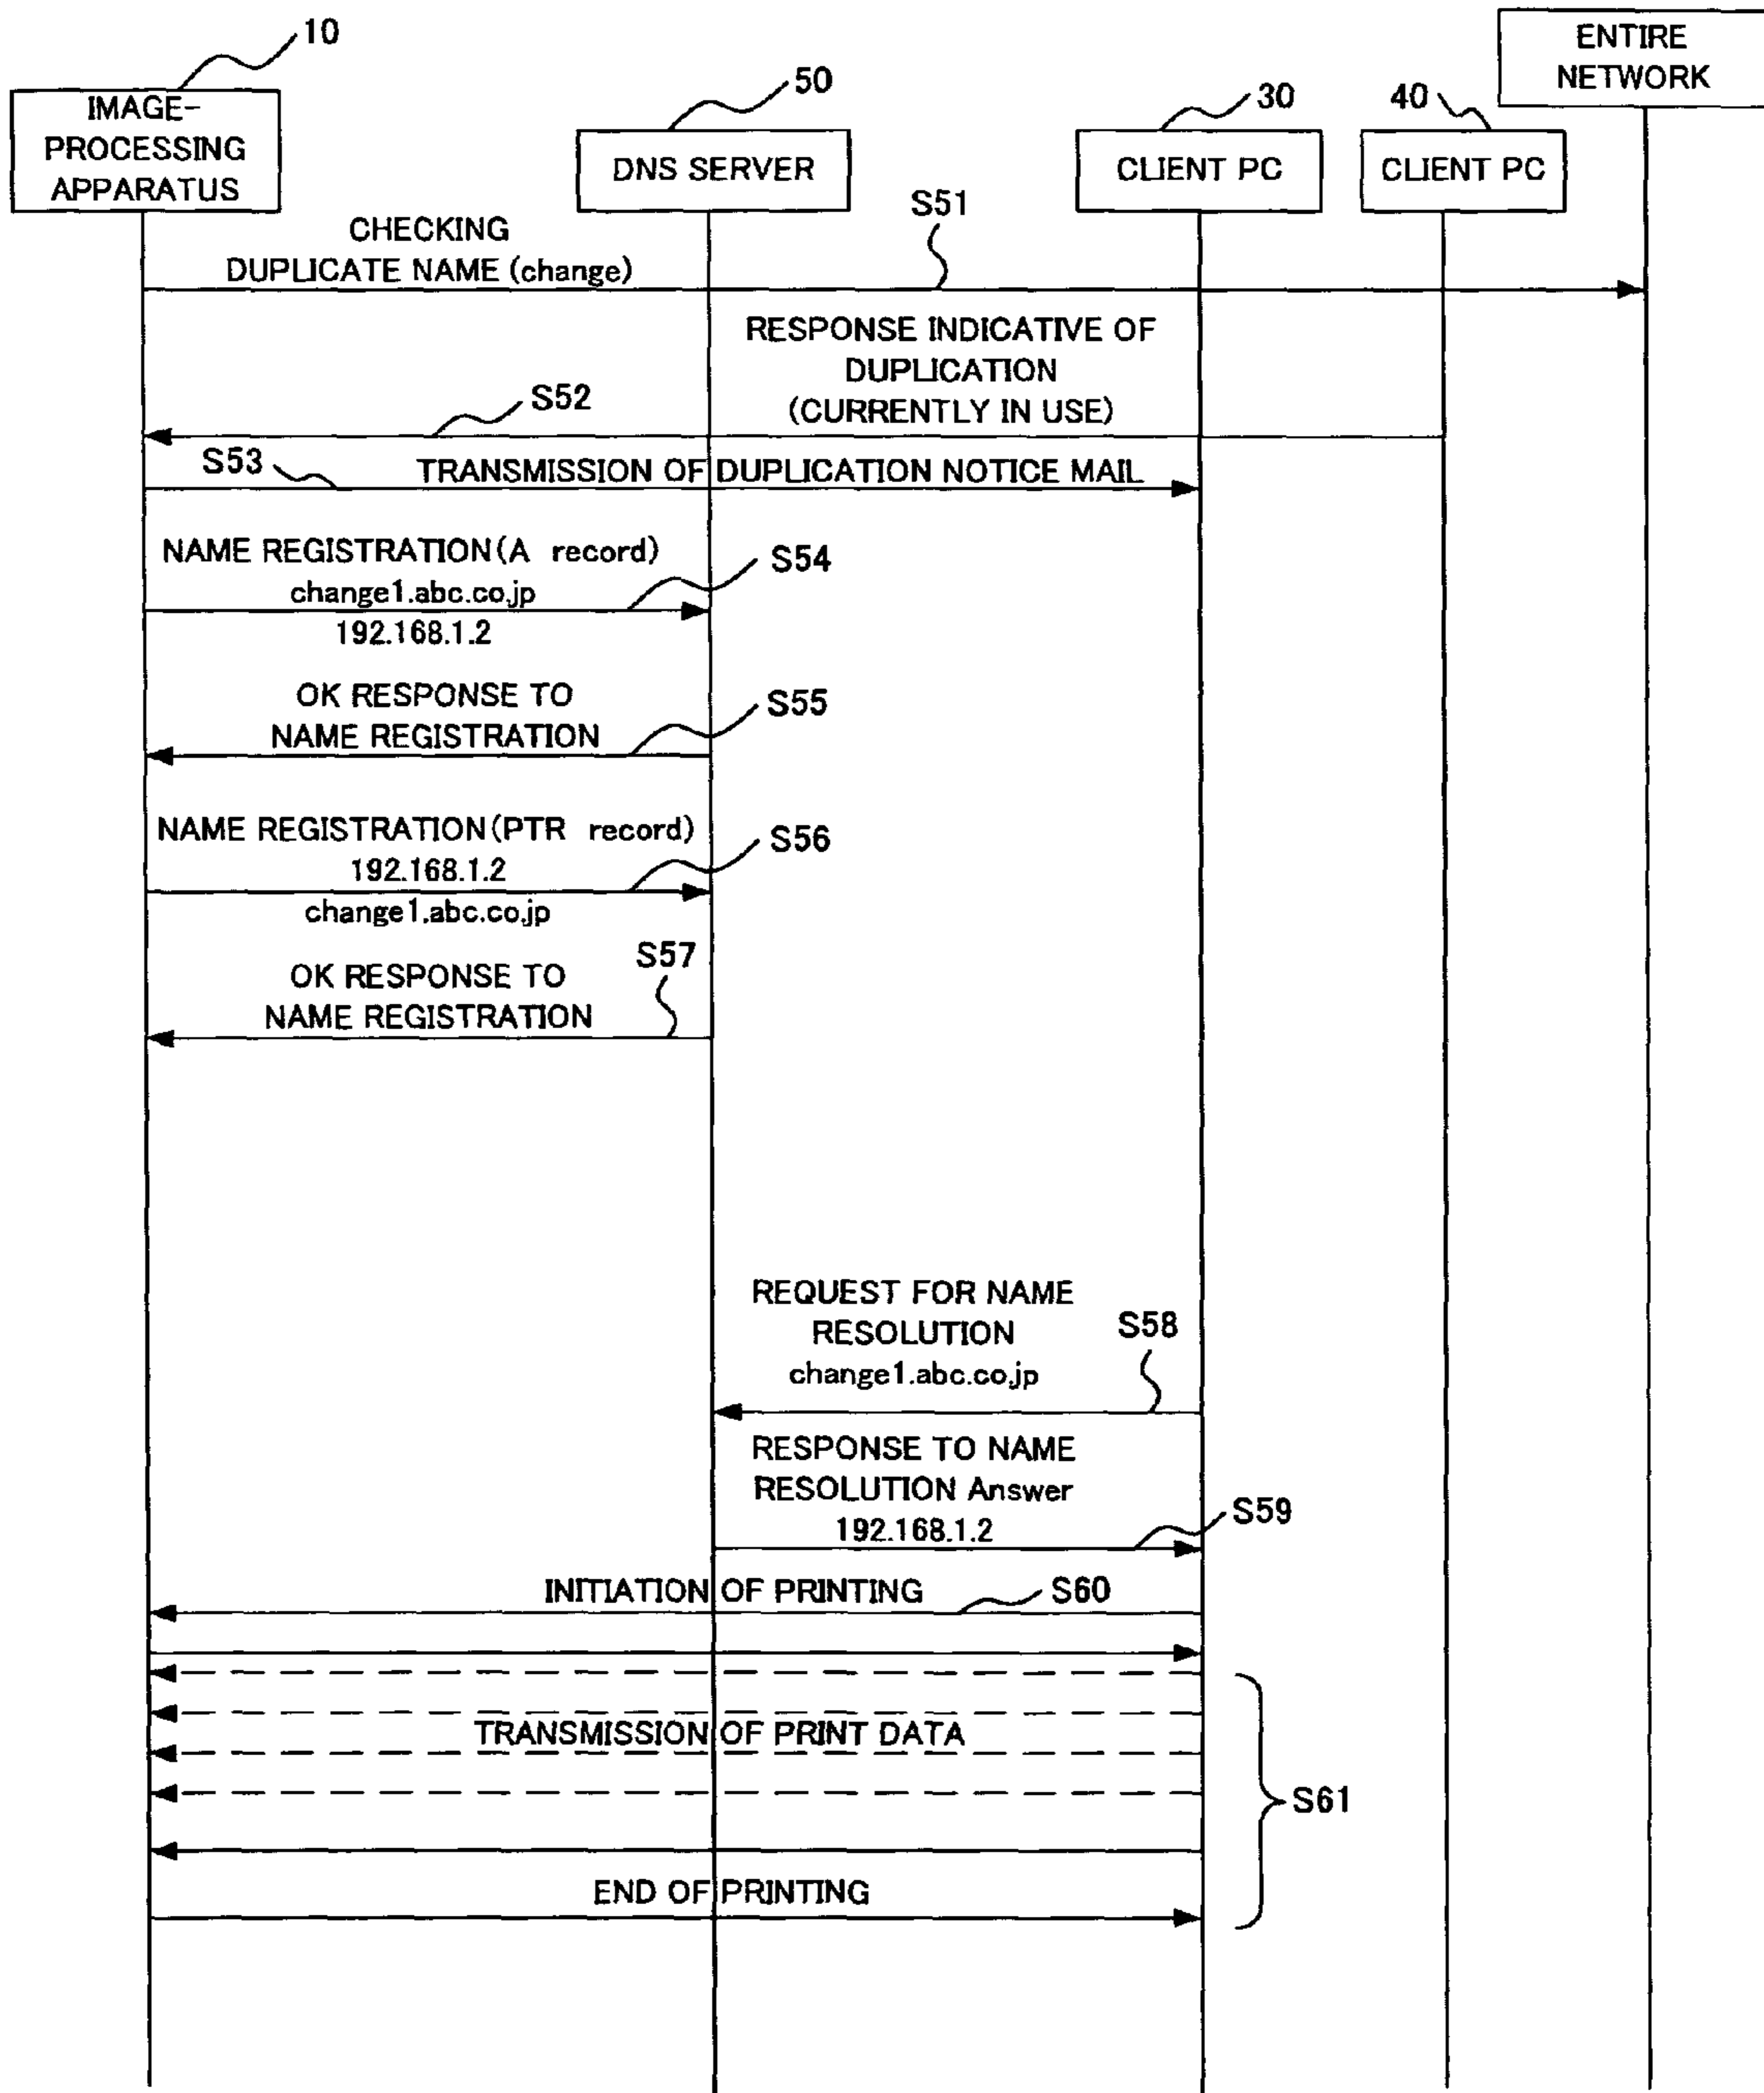 10
IMAGE-
PROCESSING
APPARATUS
50
DNS SERVER
30
CLIENT PC
40
CLIENT PC
ENTIRE
NETWORK
CHECKING
DUPLICATE NAME (change)
S51
RESPONSE INDICATIVE OF
DUPLICATION
(CURRENTLY IN USE)
S52
S53
TRANSMISSION OF DUPLICATION NOTICE MAIL
NAME REGISTRATION (A record)
change1.abc.co.jp
192.168.1.2
S54
OK RESPONSE TO
NAME REGISTRATION
S55
NAME REGISTRATION (PTR record)
192.168.1.2
change1.abc.co.jp
S56
OK RESPONSE TO
NAME REGISTRATION
S57
REQUEST FOR NAME
RESOLUTION
change1.abc.co.jp
S58
RESPONSE TO NAME
RESOLUTION Answer
192.168.1.2
S59
INITIATION OF PRINTING
S60
TRANSMISSION OF PRINT DATA
S61
END OF PRINTING